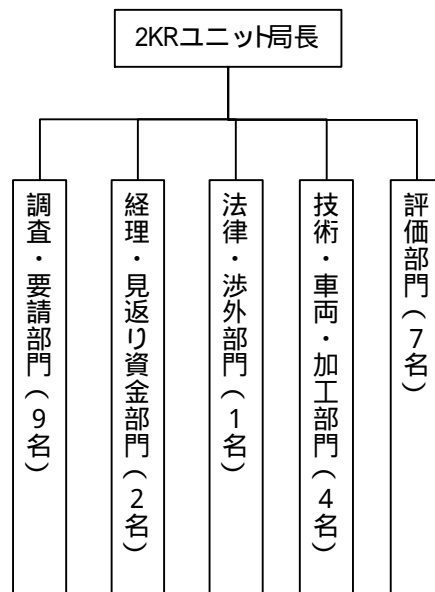 2KRユニット局長
調査・要請部門（9名）
経理・見返り資金部門（2名）
法律・渉外部門（1名）
技術・車両・加工部門（4名）
評価部門（7名）